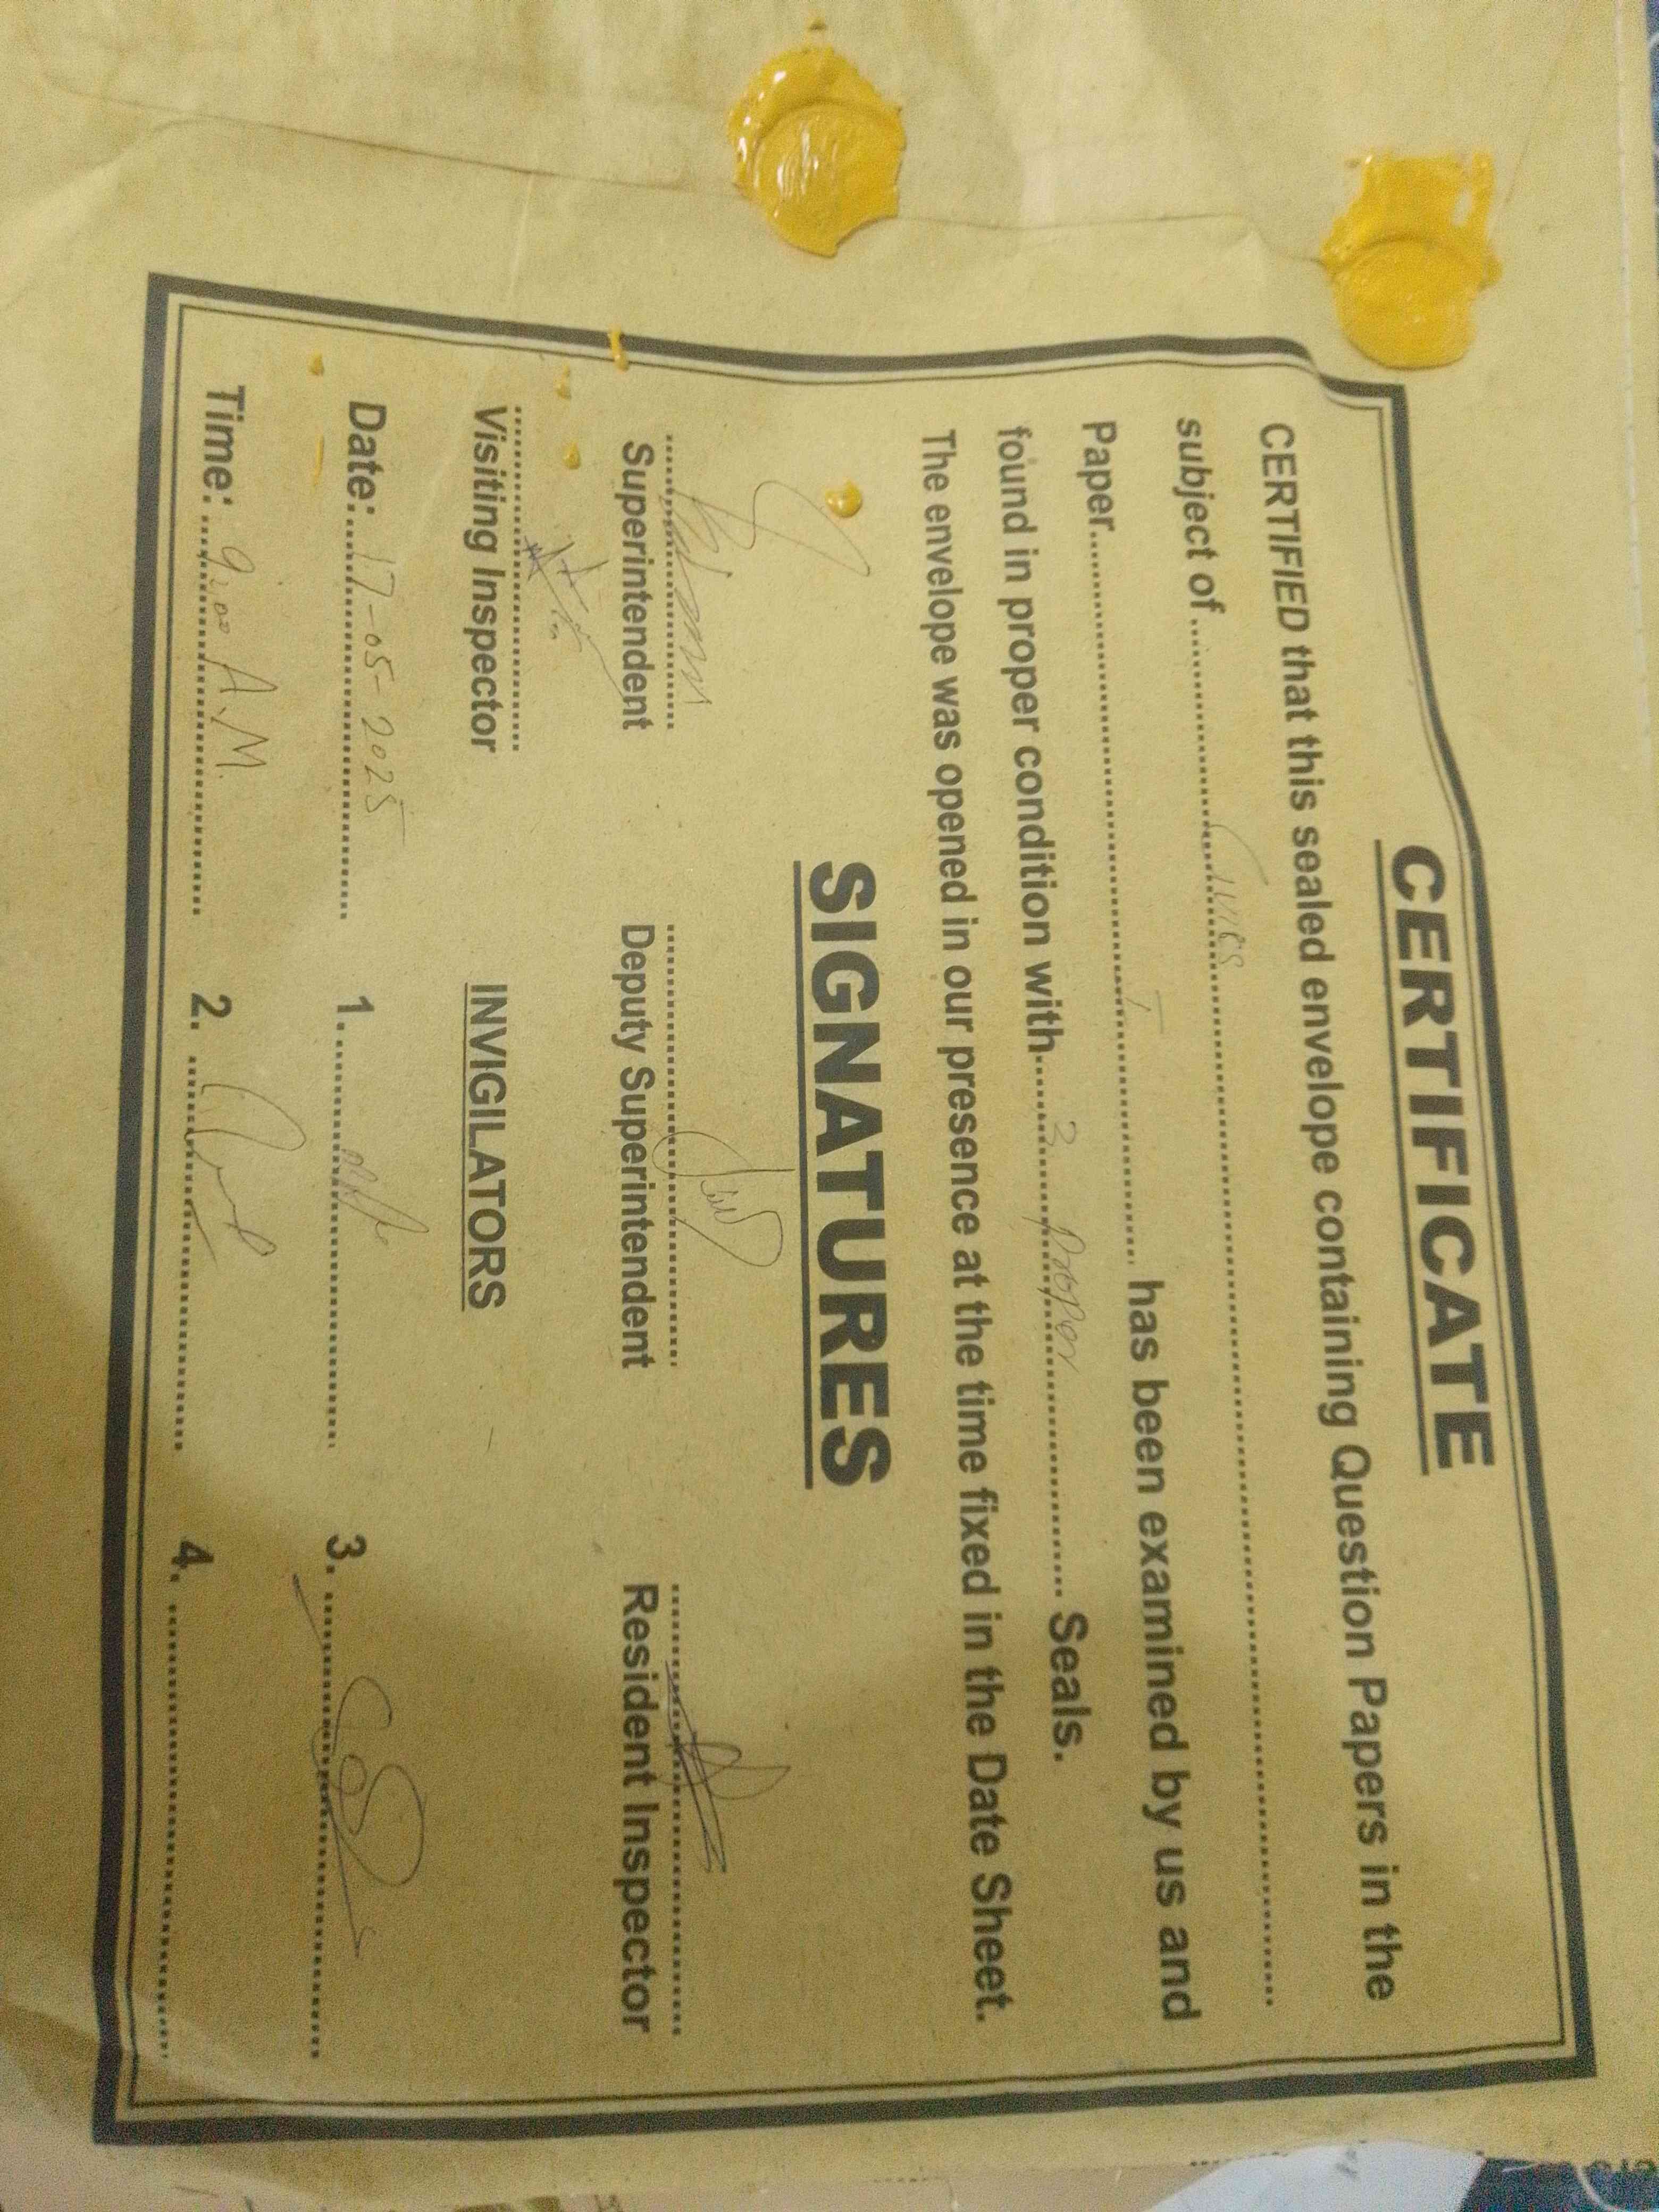 CERTIFICATE
CERTIFIED that this sealed envelope containing Question Papers in the
subject of.....Civics.....
Paper.....I..... has been examined by us and
found in proper condition with.....3.....Proper..... Seals.
The envelope was opened in our presence at the time fixed in the Date Sheet.
SIGNATURES
Superintendent Deputy Superintendent Resident Inspector
Visiting Inspector INVIGILATORS
Date:.....17-05-2025..... 1. 3.
Time:.....9:00 A.M...... 2. 4.